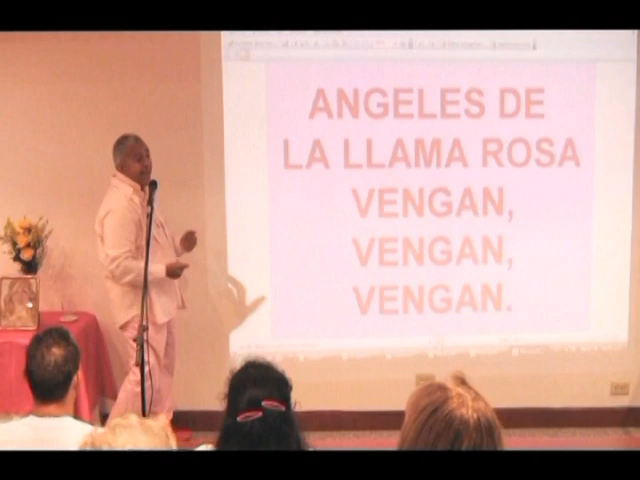 ANGELES DE
LA LLAMA ROSA
VENGAN,
VENGAN,
VENGAN.